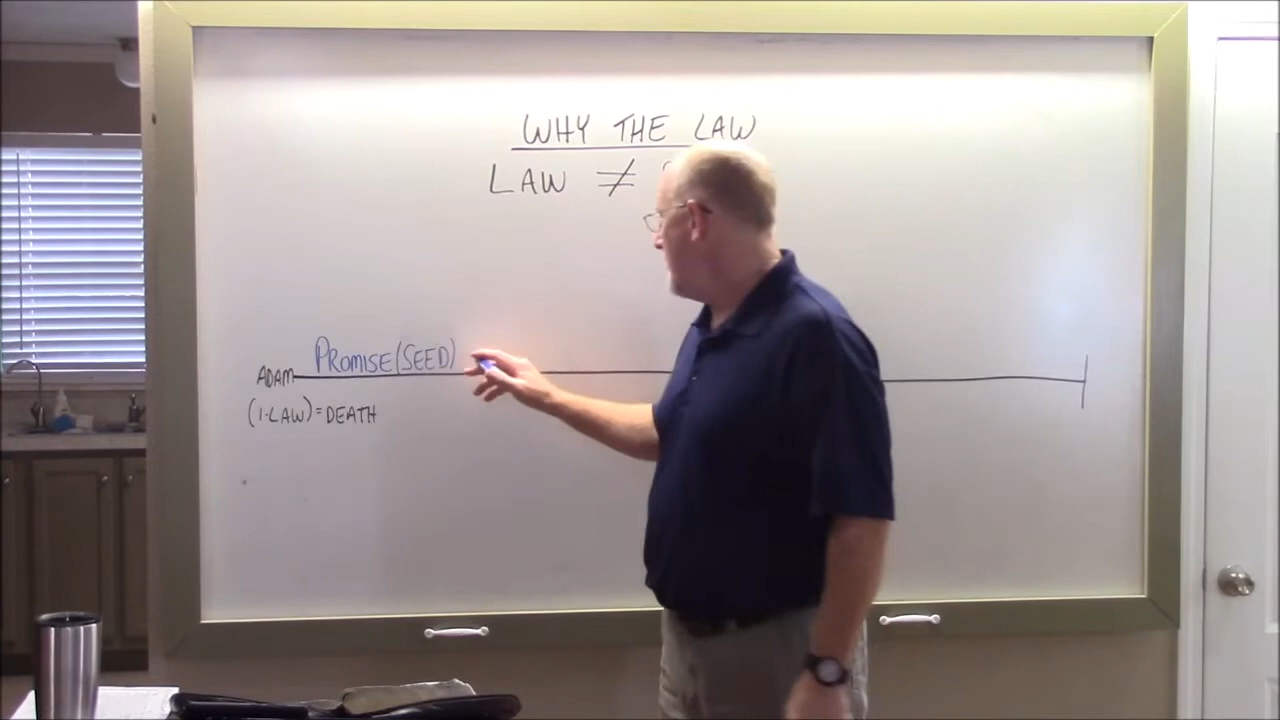 WHY THE LAW
LAW ≠
PROMISE (SEED)
ADAM
(1-LAW) = DEATH